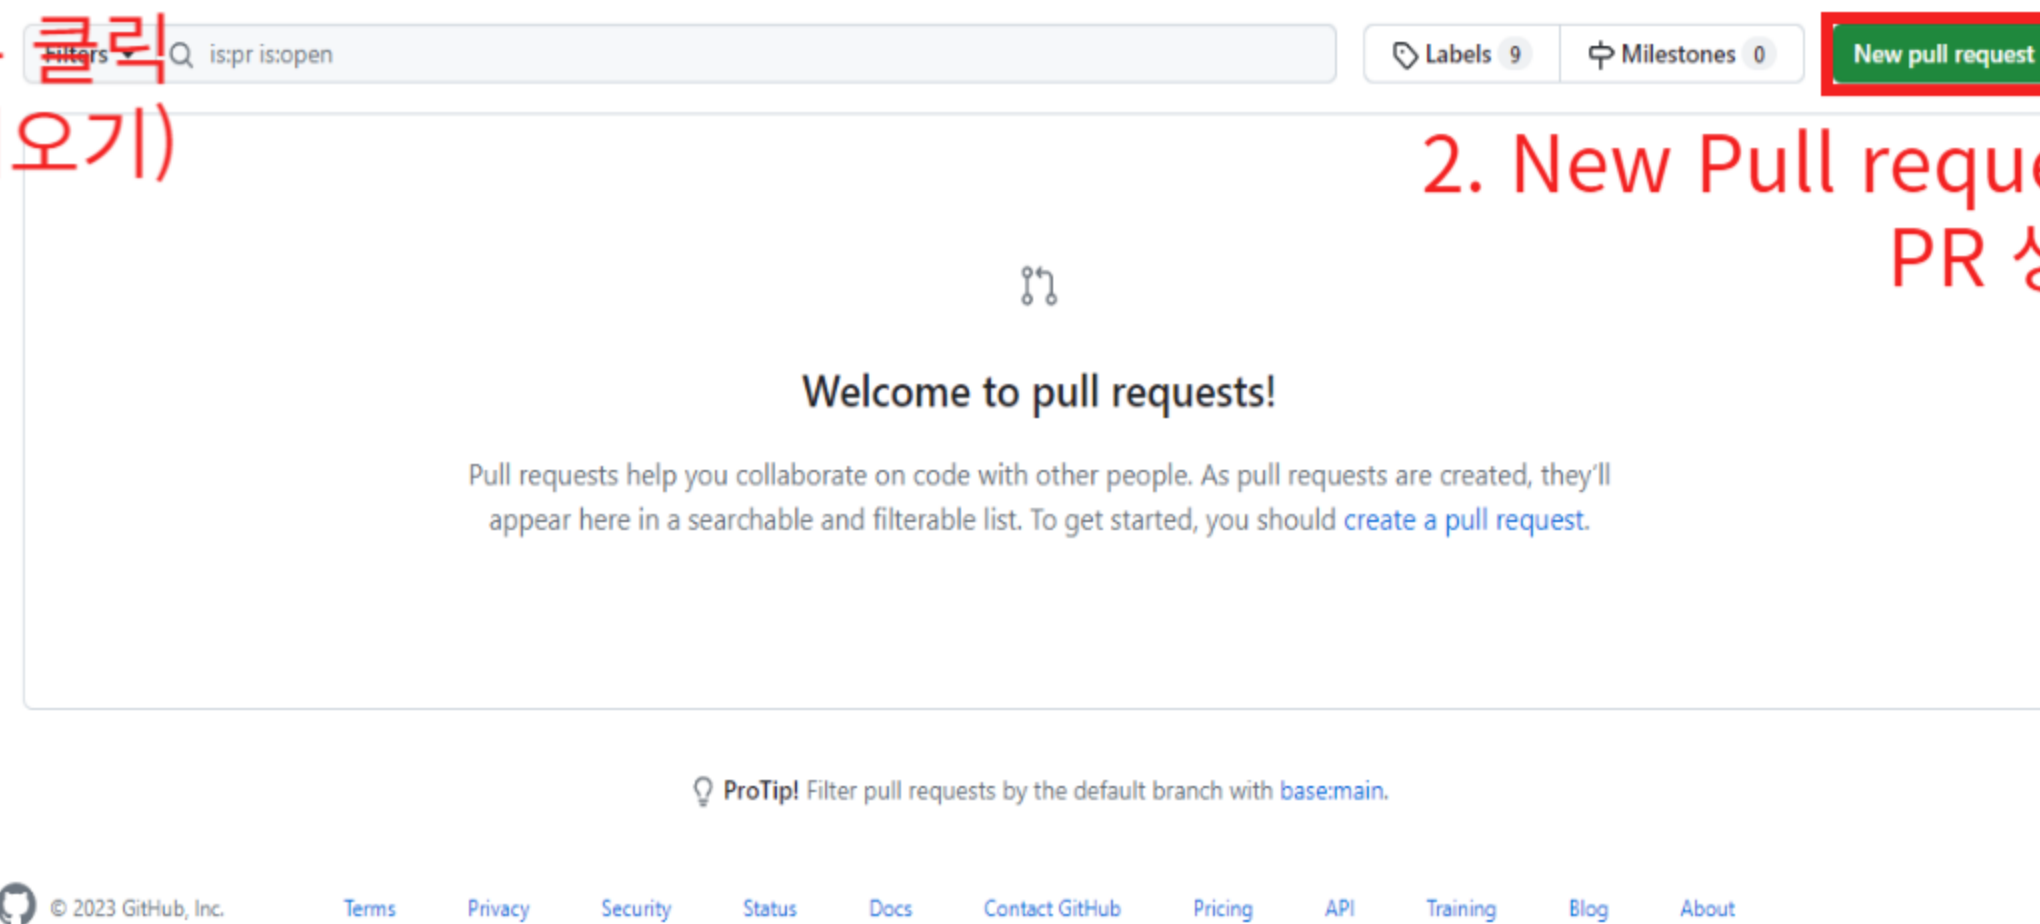 클릭
Filters
is:pr is:open
Labels 9
Milestones 0
New pull request
오기)
2. New Pull reque
PR
Welcome to pull requests!
Pull requests help you collaborate on code with other people. As pull requests are created, they'll
appear here in a searchable and filterable list. To get started, you should create a pull request.
ProTip! Filter pull requests by the default branch with base:main.
© 2023 GitHub, Inc.
Terms
Privacy
Security
Status
Docs
Contact GitHub
Pricing
API
Training
Blog
About